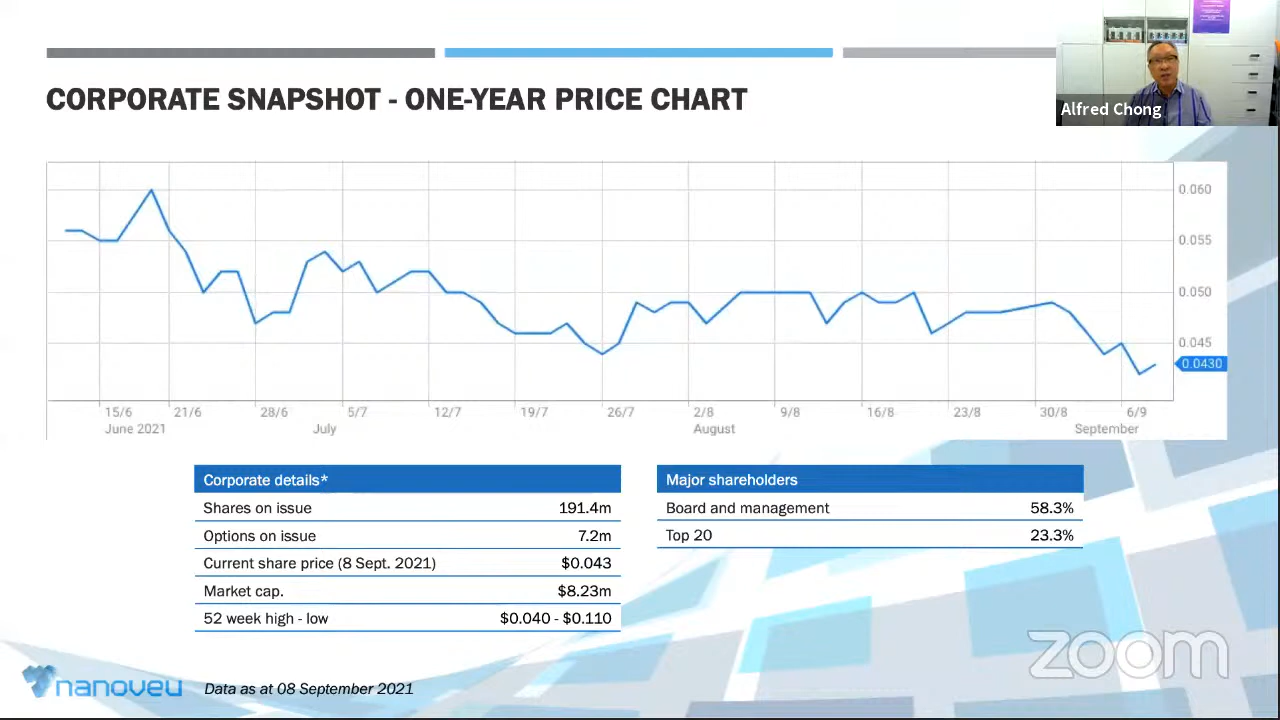 CORPORATE SNAPSHOT - ONE-YEAR PRICE CHART
Alfred Chong
0.060
0.055
0.050
0.045
0.0430
15/6 21/6 28/6 5/7 12/7 19/7 26/7 2/8 9/8 16/8 23/8 30/8 6/9
June 2021 July August September
Corporate details*
Shares on issue 191.4m
Options on issue 7.2m
Current share price (8 Sept. 2021) $0.043
Market cap. $8.23m
52 week high - low $0.040 - $0.110
Major shareholders
Board and management 58.3%
Top 20 23.3%
zoom
nanoveu
Data as at 08 September 2021